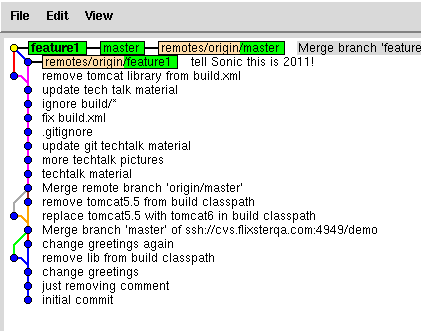 File Edit View
feature1 master remotes/origin/master Merge branch 'feature
remotes/origin/feature1 tell Sonic this is 2011!
remove tomcat library from build.xml
update tech talk material
ignore build/*
fix build.xml
.gitignore
update git techtalk material
more techtalk pictures
techtalk material
Merge remote branch 'origin/master'
remove tomcat5.5 from build classpath
replace tomcat5.5 with tomcat6 in build classpath
Merge branch 'master' of ssh://cvs.flixsterqa.com:4949/demo
change greetings again
remove lib from build classpath
change greetings
just removing comment
initial commit